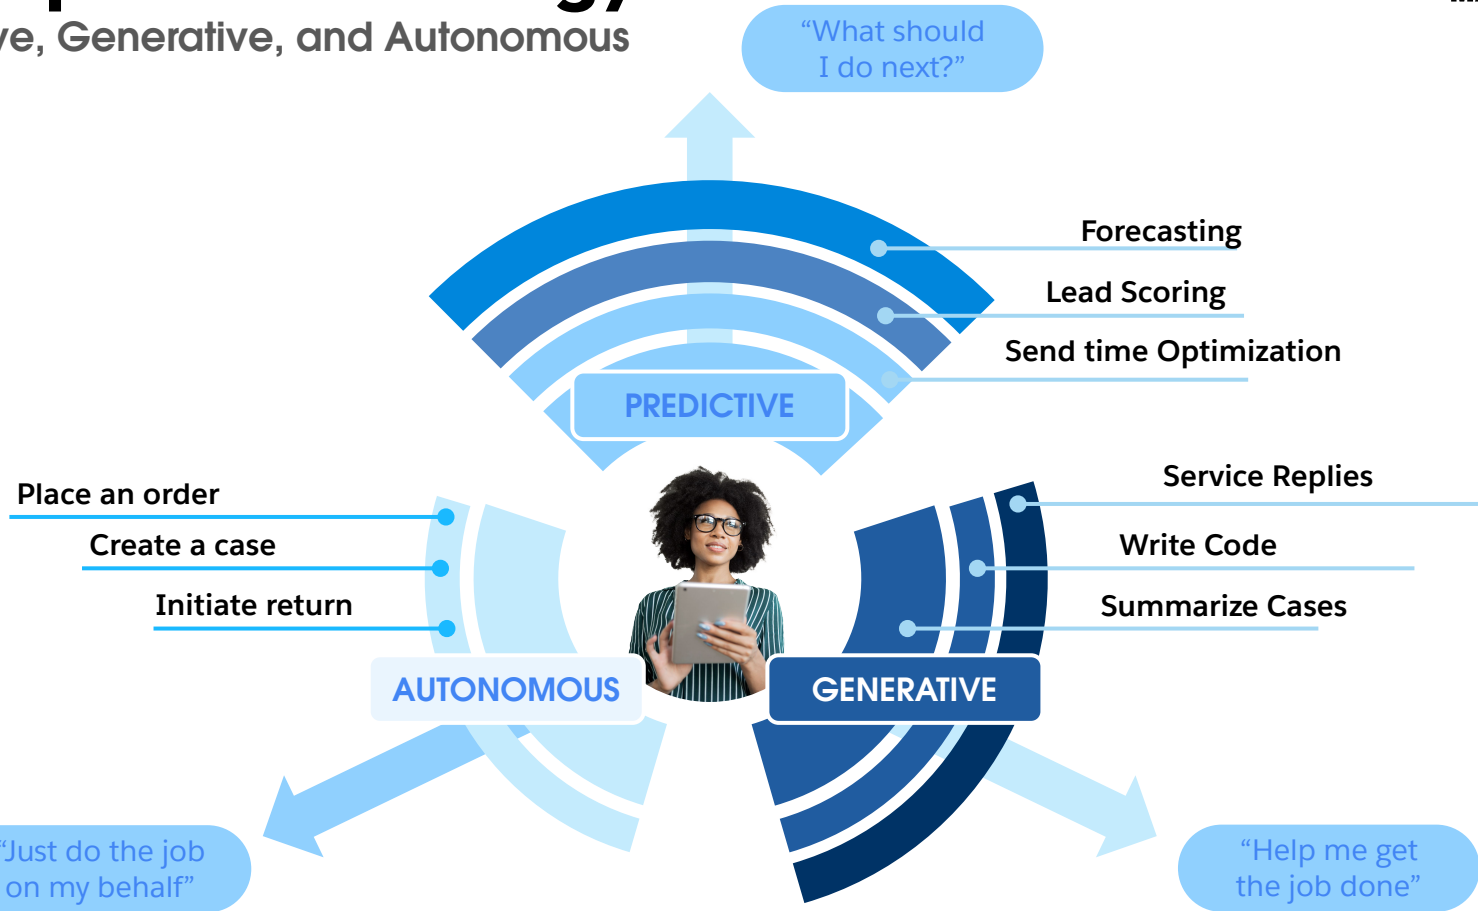 Generative, and Autonomous
“What should
I do next?”
Forecasting
Lead Scoring
Send time Optimization
PREDICTIVE
Place an order
Create a case
Initiate return
Service Replies
Write Code
Summarize Cases
AUTONOMOUS
GENERATIVE
“Just do the job
on my behalf”
“Help me get
the job done”